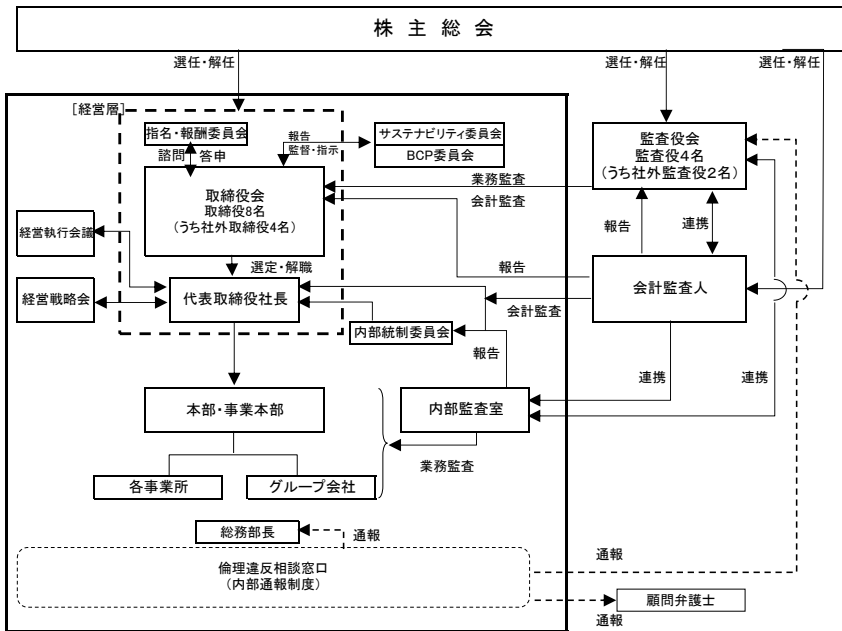 株 主 総 会
選任・解任
選任・解任
選任・解任
[経営層]
指名・報酬委員会
諮問
答申
報告
監督・指示
サステナビリティ委員会
BCP委員会
監査役会
監査役4名
(うち社外監査役2名)
取締役会
取締役8名
(うち社外取締役4名)
業務監査
会計監査
報告
連携
経営執行会議
選定・解職
報告
会計監査人
経営戦略会
代表取締役社長
会計監査
内部統制委員会
報告
連携
連携
本部・事業本部
内部監査室
業務監査
各事業所
グループ会社
総務部長
通報
倫理違反相談窓口
(内部通報制度)
通報
顧問弁護士
通報